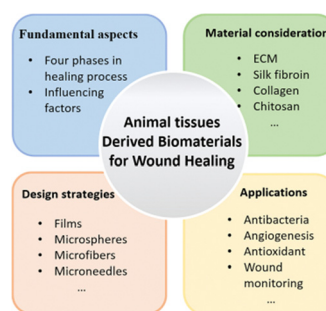 Fundamental aspects
• Four phases in
healing process
• Influencing
factors
Material consideration
• ECM
• Silk fibroin
• Collagen
• Chitosan
...
Animal tissues
Derived Biomaterials
for Wound Healing
Design strategies
• Films
• Microspheres
• Microfibers
• Microneedles
...
Applications
• Antibacteria
• Angiogenesis
• Antioxidant
• Wound
monitoring
...